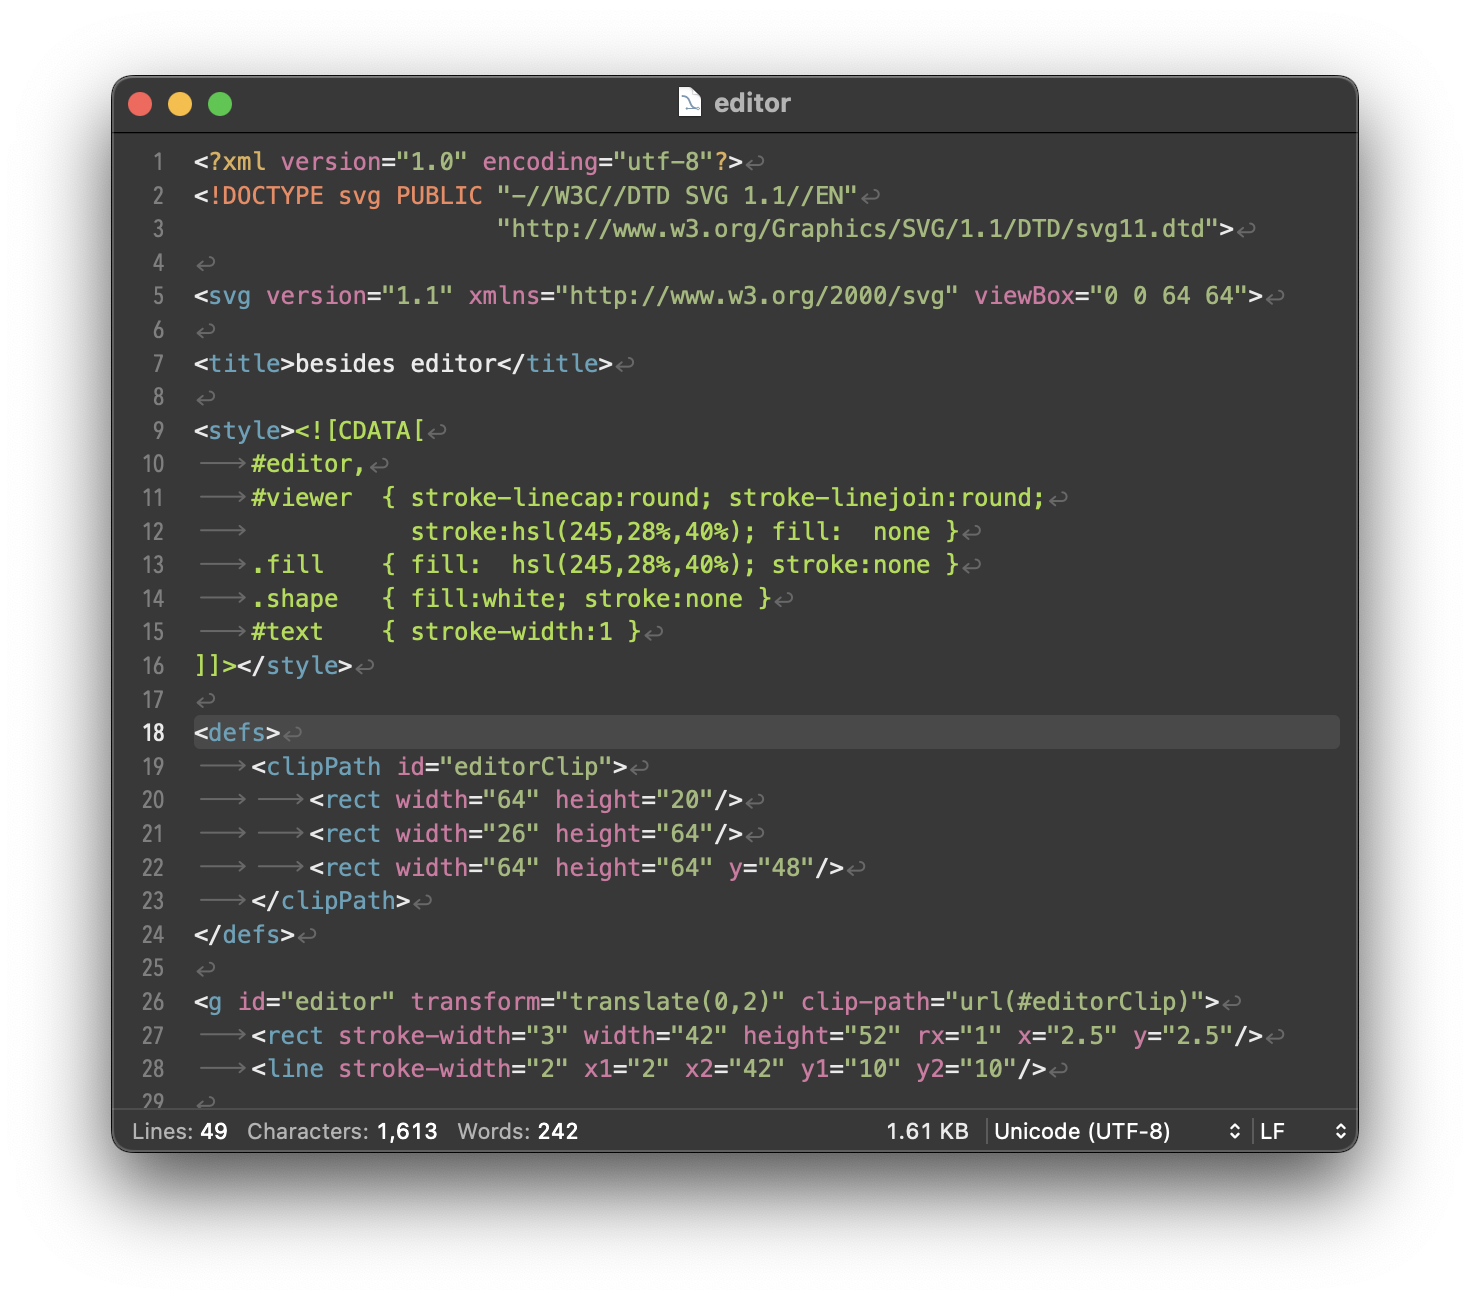 editor
1 <?xml version="1.0" encoding="utf-8"?>↩
2 <!DOCTYPE svg PUBLIC "-//W3C//DTD SVG 1.1//EN"↩
3                      "http://www.w3.org/Graphics/SVG/1.1/DTD/svg11.dtd">↩
4 ↩
5 <svg version="1.1" xmlns="http://www.w3.org/2000/svg" viewBox="0 0 64 64">↩
6 ↩
7 <title>besides editor</title>↩
8 ↩
9 <style><![CDATA[↩
10 ⟶#editor,↩
11 ⟶#viewer  { stroke-linecap:round; stroke-linejoin:round;↩
12 ⟶           stroke:hsl(245,28%,40%); fill:  none }↩
13 ⟶.fill    { fill:  hsl(245,28%,40%); stroke:none }↩
14 ⟶.shape   { fill:white; stroke:none }↩
15 ⟶#text    { stroke-width:1 }↩
16 ]]></style>↩
17 ↩
18 <defs>↩
19 ⟶<clipPath id="editorClip">↩
20 ⟶⟶<rect width="64" height="20"/>↩
21 ⟶⟶<rect width="26" height="64"/>↩
22 ⟶⟶<rect width="64" height="64" y="48"/>↩
23 ⟶</clipPath>↩
24 </defs>↩
25 ↩
26 <g id="editor" transform="translate(0,2)" clip-path="url(#editorClip)">↩
27 ⟶<rect stroke-width="3" width="42" height="52" rx="1" x="2.5" y="2.5"/>↩
28 ⟶<line stroke-width="2" x1="2" x2="42" y1="10" y2="10"/>↩
29 ↩
Lines: 49 Characters: 1,613 Words: 242 1.61 KB Unicode (UTF-8) LF